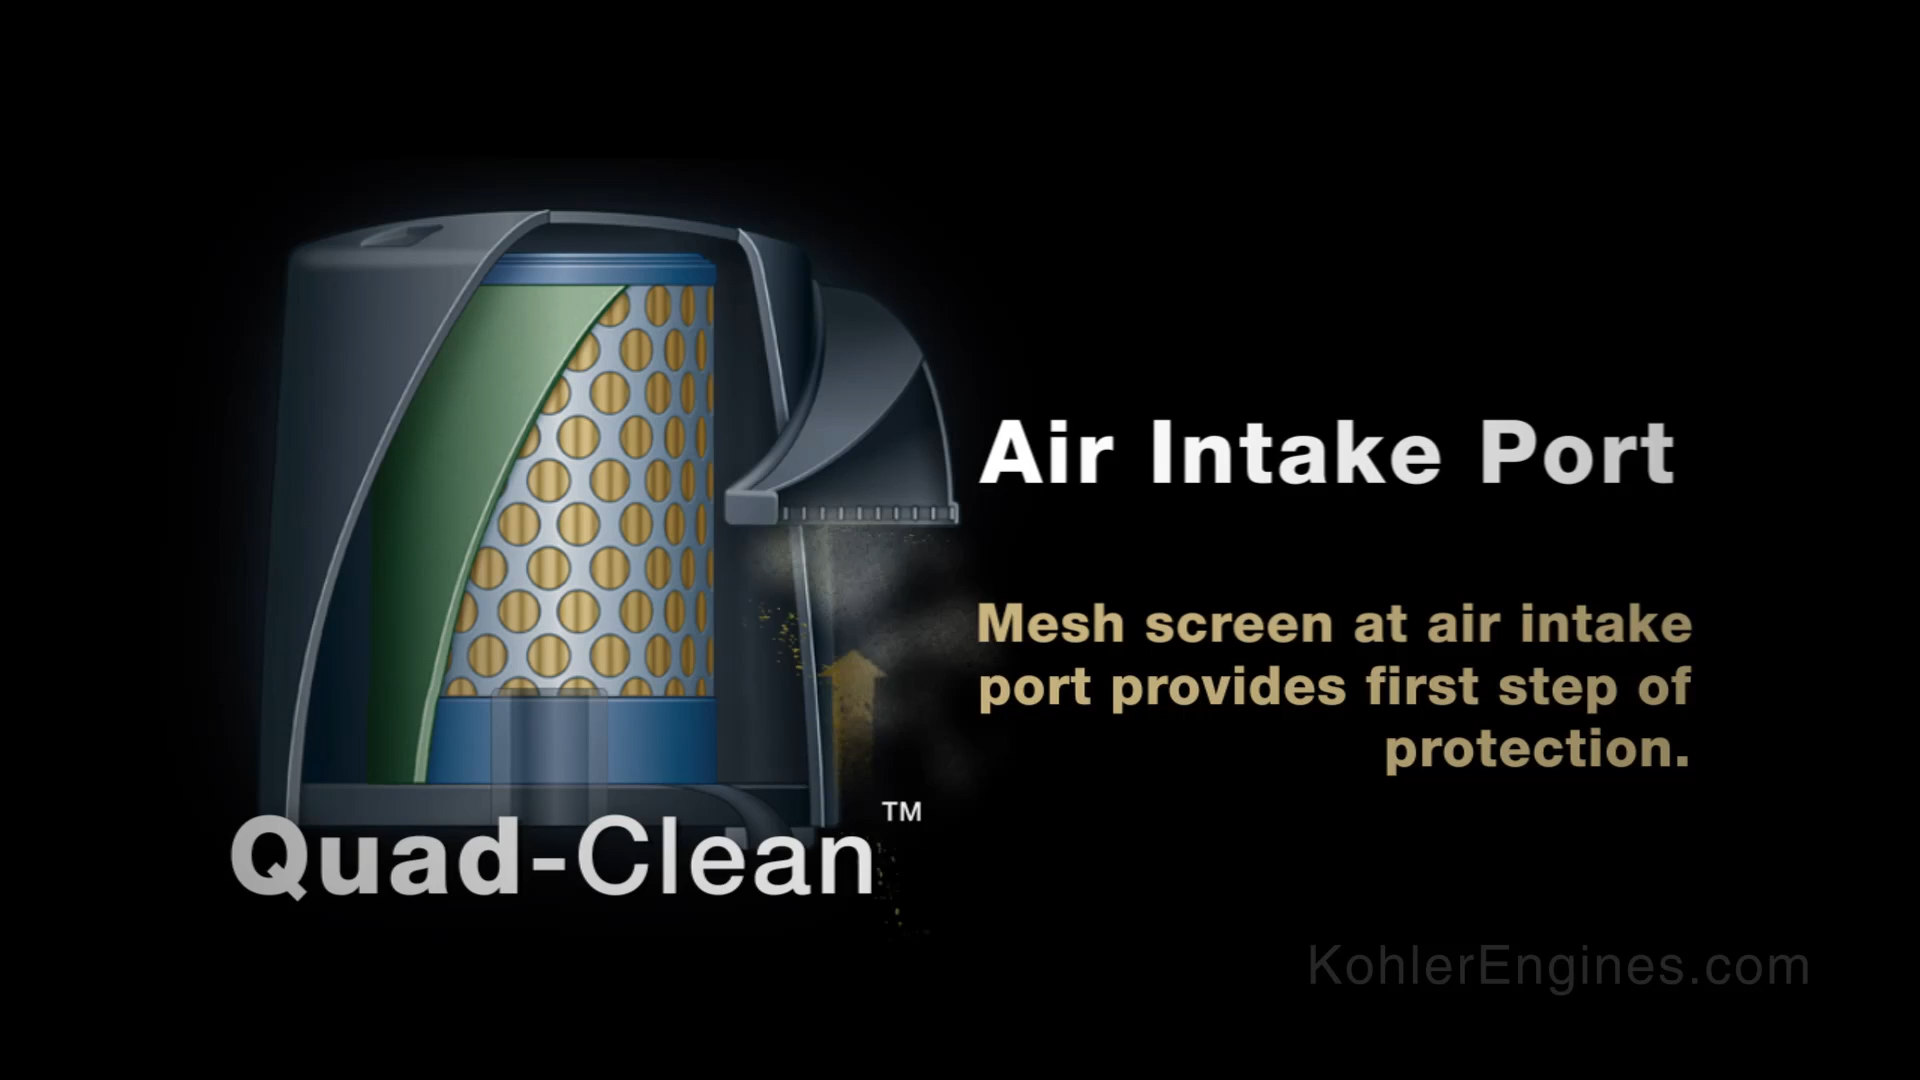 Air Intake Port
Mesh screen at air intake
port provides first step of
protection.
Quad-Clean™
KohlerEngines.com